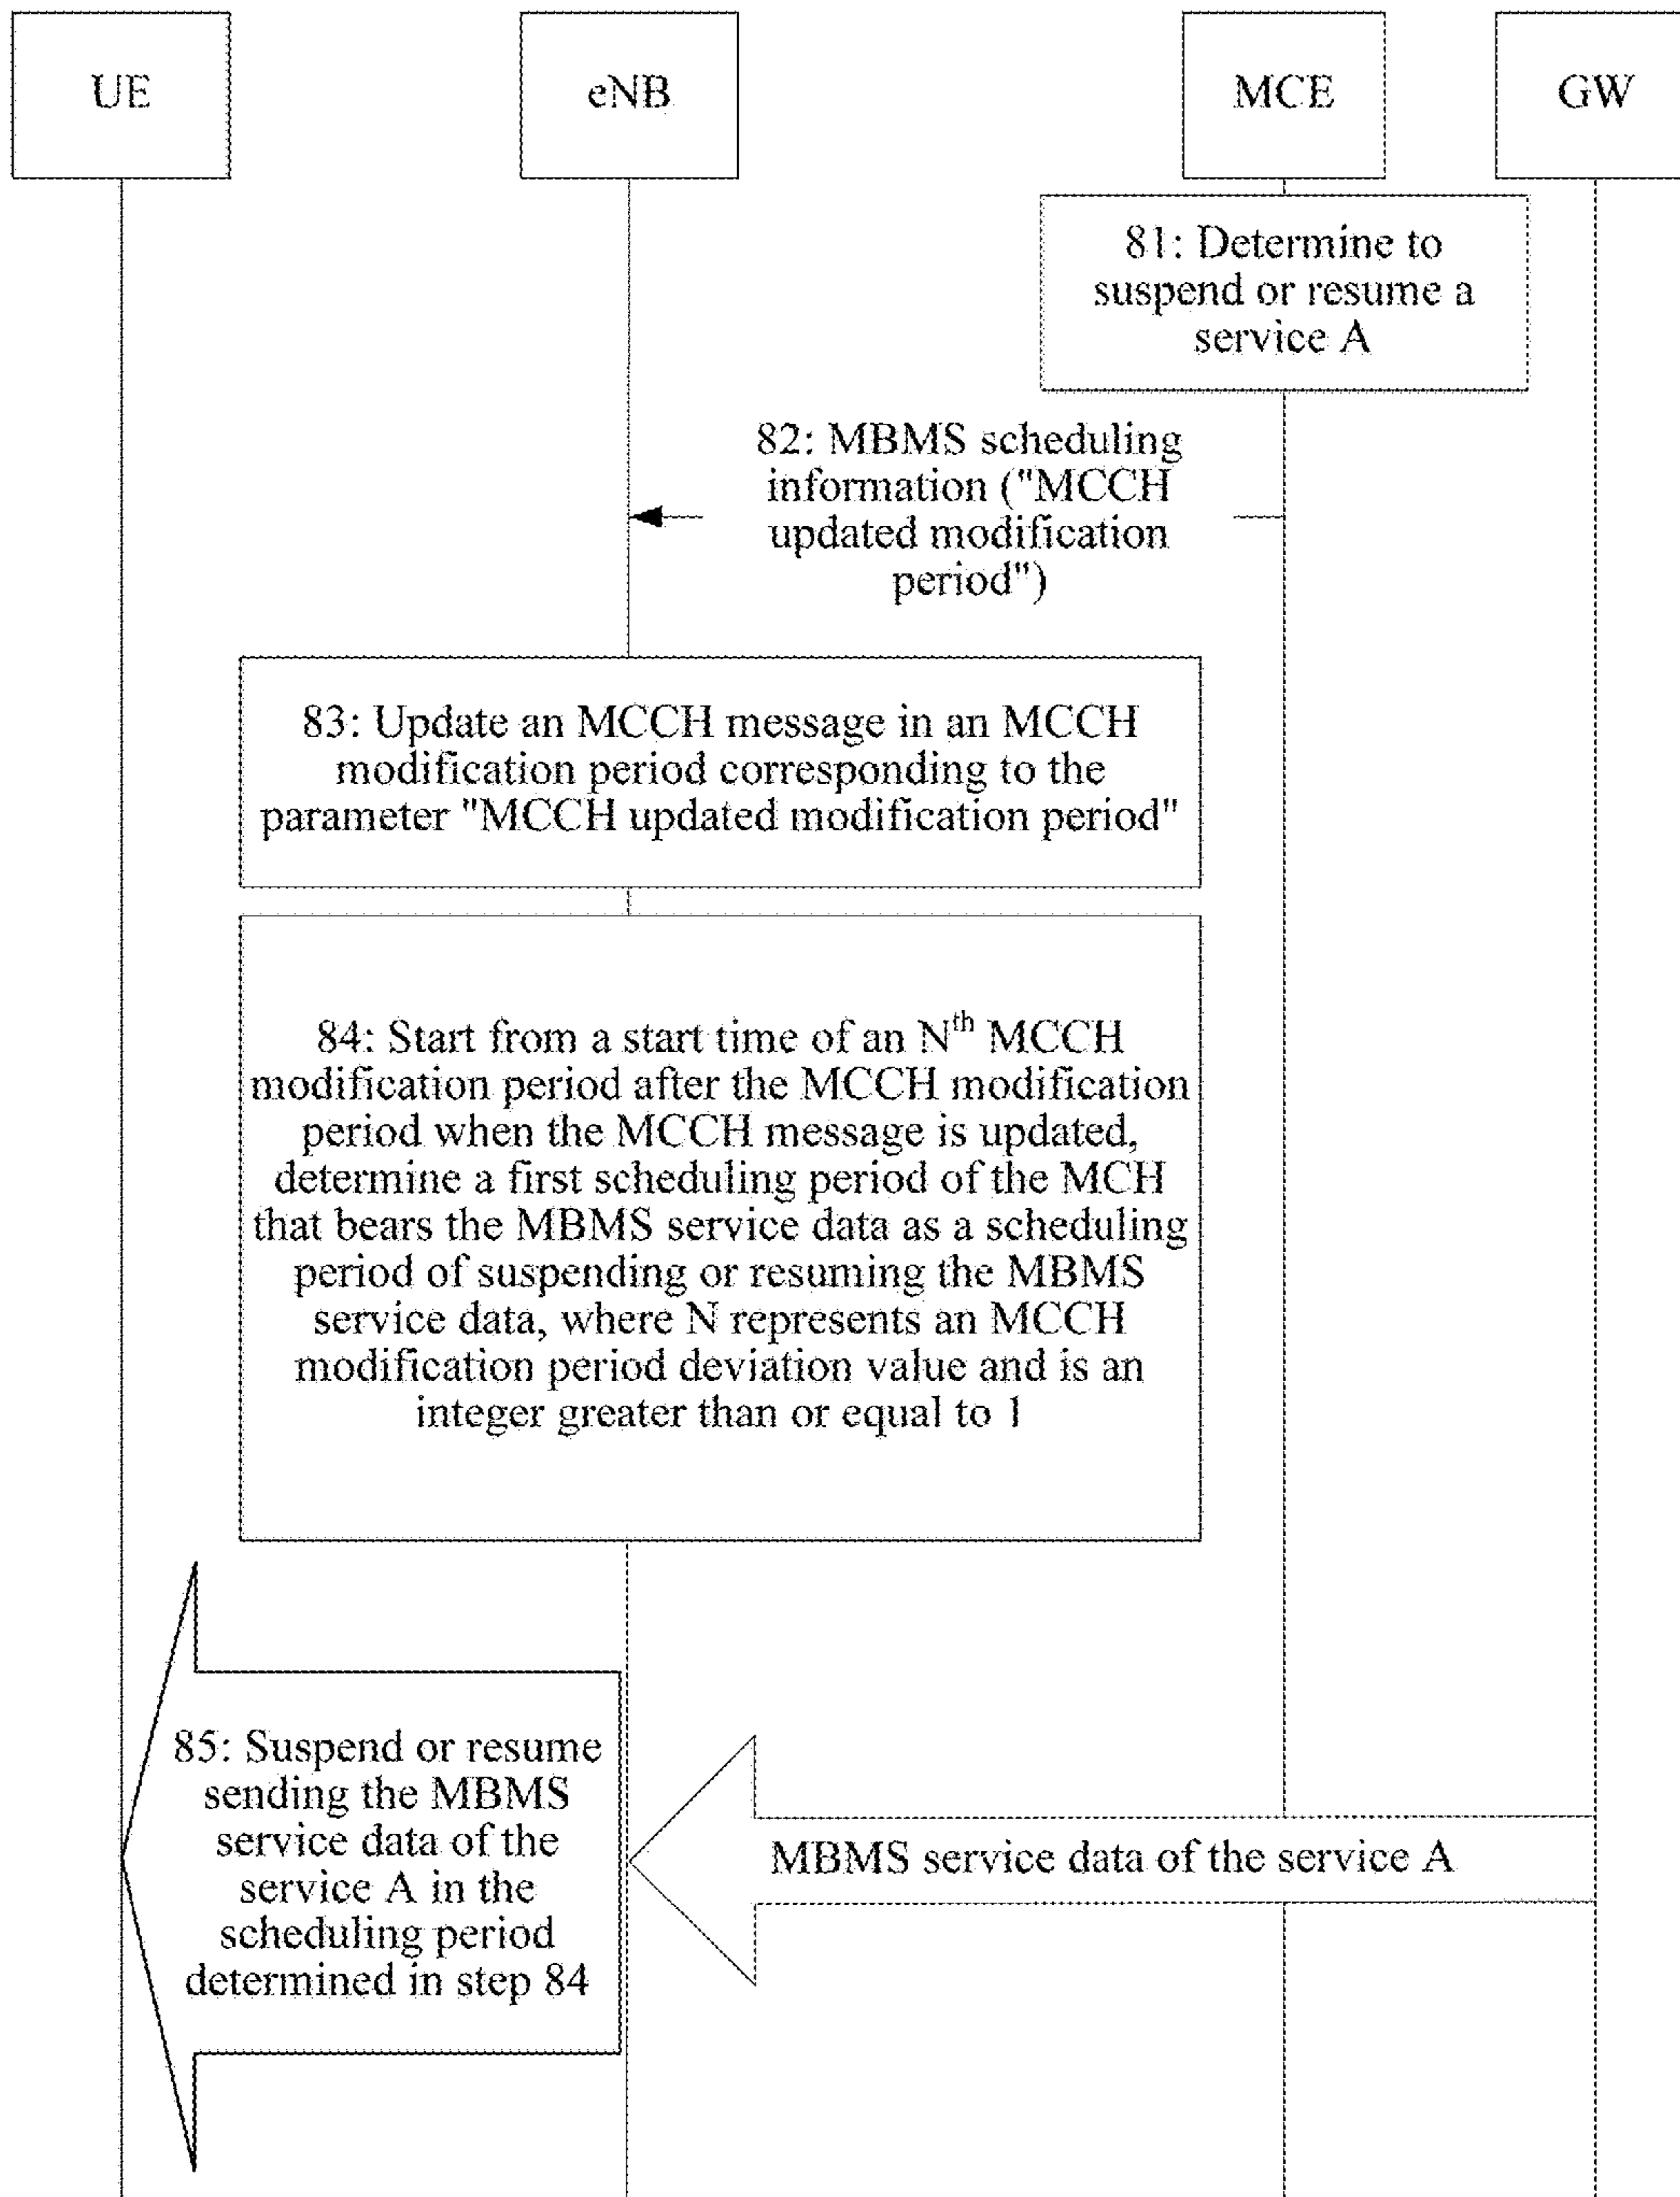 UE
eNB
MCE
GW
81: Determine to
suspend or resume a
service A
82: MBMS scheduling
information ("MCCH
updated modification
period")
83: Update an MCCH message in an MCCH
modification period corresponding to the
parameter "MCCH updated modification period"
84: Start from a start time of an Nth MCCH
modification period after the MCCH modification
period when the MCCH message is updated,
determine a first scheduling period of the MCH
that bears the MBMS service data as a scheduling
period of suspending or resuming the MBMS
service data, where N represents an MCCH
modification period deviation value and is an
integer greater than or equal to 1
85: Suspend or resume
sending the MBMS
service data of the
service A in the
scheduling period
determined in step 84
MBMS service data of the service A